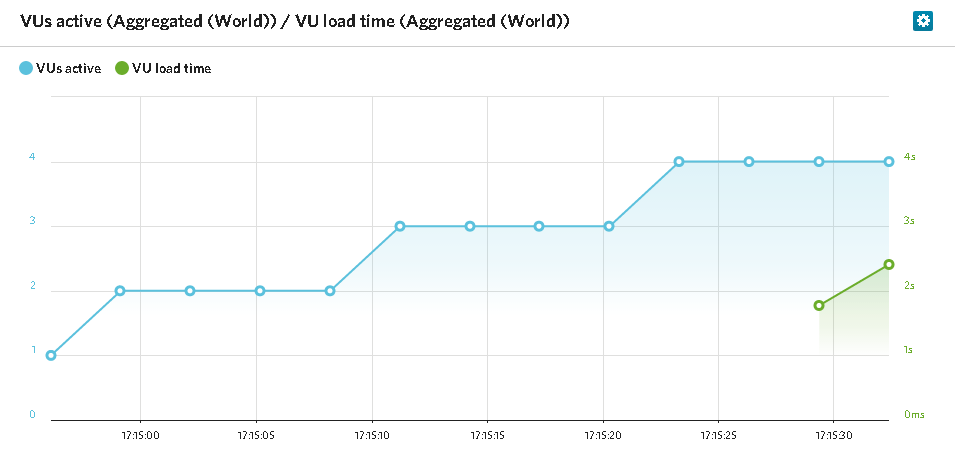 VUs active (Aggregated (World)) / VU load time (Aggregated (World))
VUs active VU load time
4 4s
3 3s
2 2s
1 1s
0 0ms
17:15:00 17:15:05 17:15:10 17:15:15 17:15:20 17:15:25 17:15:30